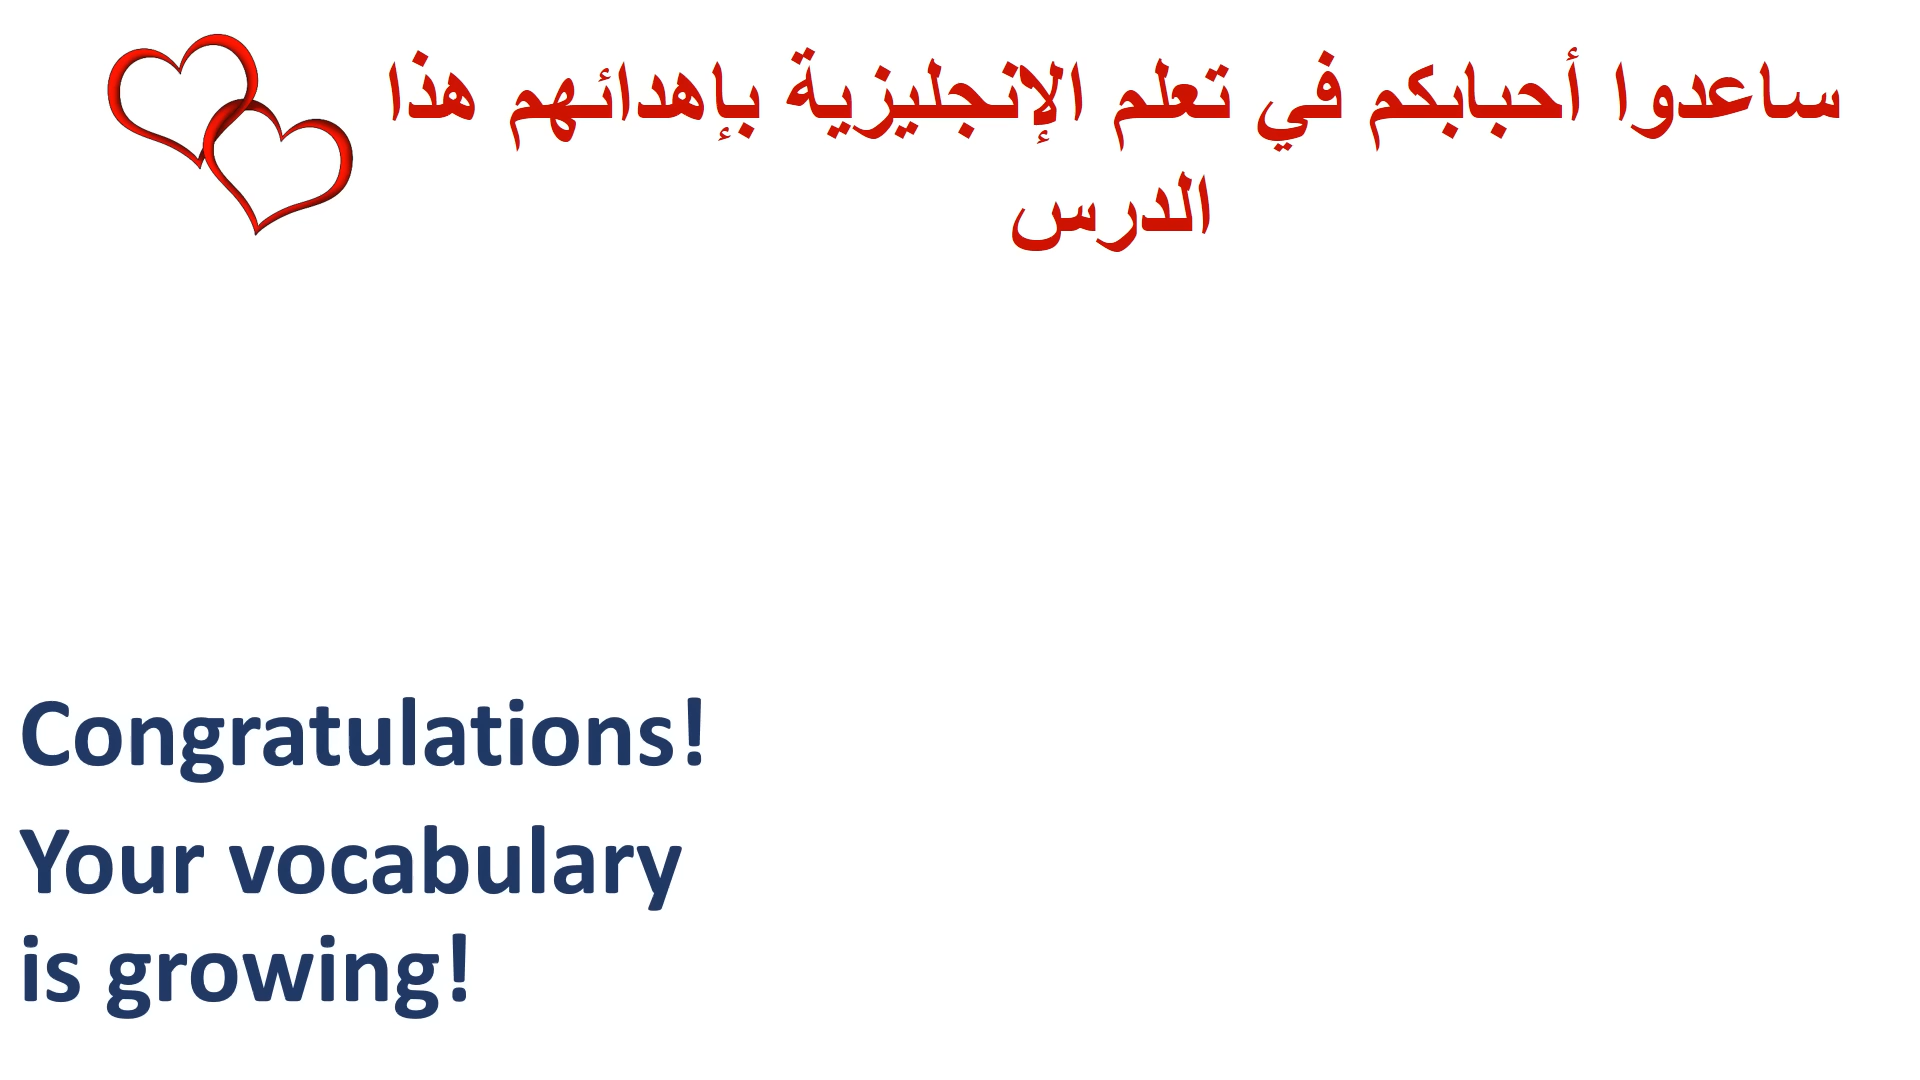 ساعدوا أحبابكم في تعلم الإنجليزية بإهدائهم هذا
الدرس
Congratulations!
Your vocabulary
is growing!